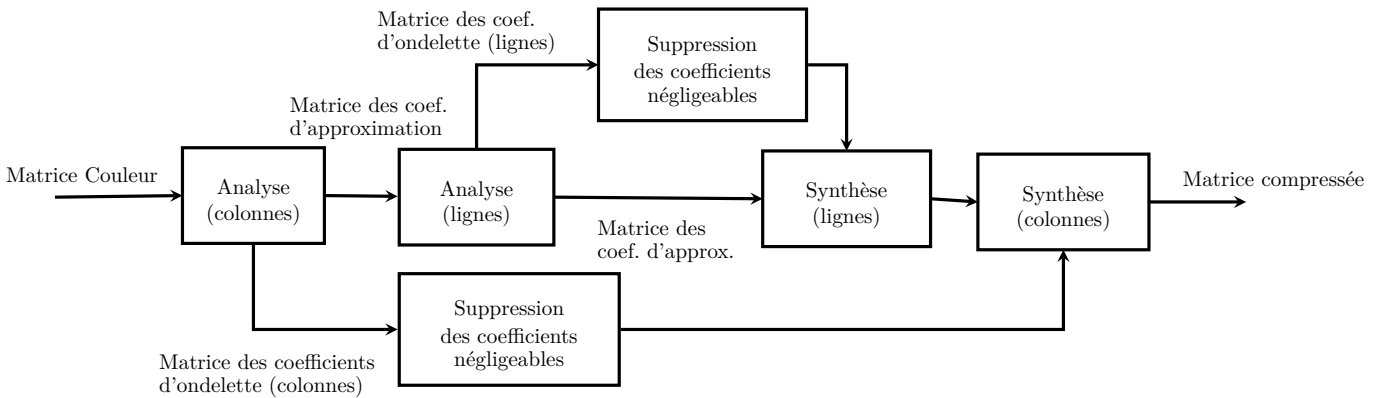 Matrice des coef.
d'ondelette (lignes)
Suppression
des coefficients
négligeables
Matrice des coef.
d'approximation
Matrice Couleur
Analyse
(colonnes)
Analyse
(lignes)
Synthèse
(lignes)
Synthèse
(colonnes)
Matrice compressée
Matrice des
coef. d'approx.
Suppression
des coefficients
négligeables
Matrice des coefficients
d'ondelette (colonnes)